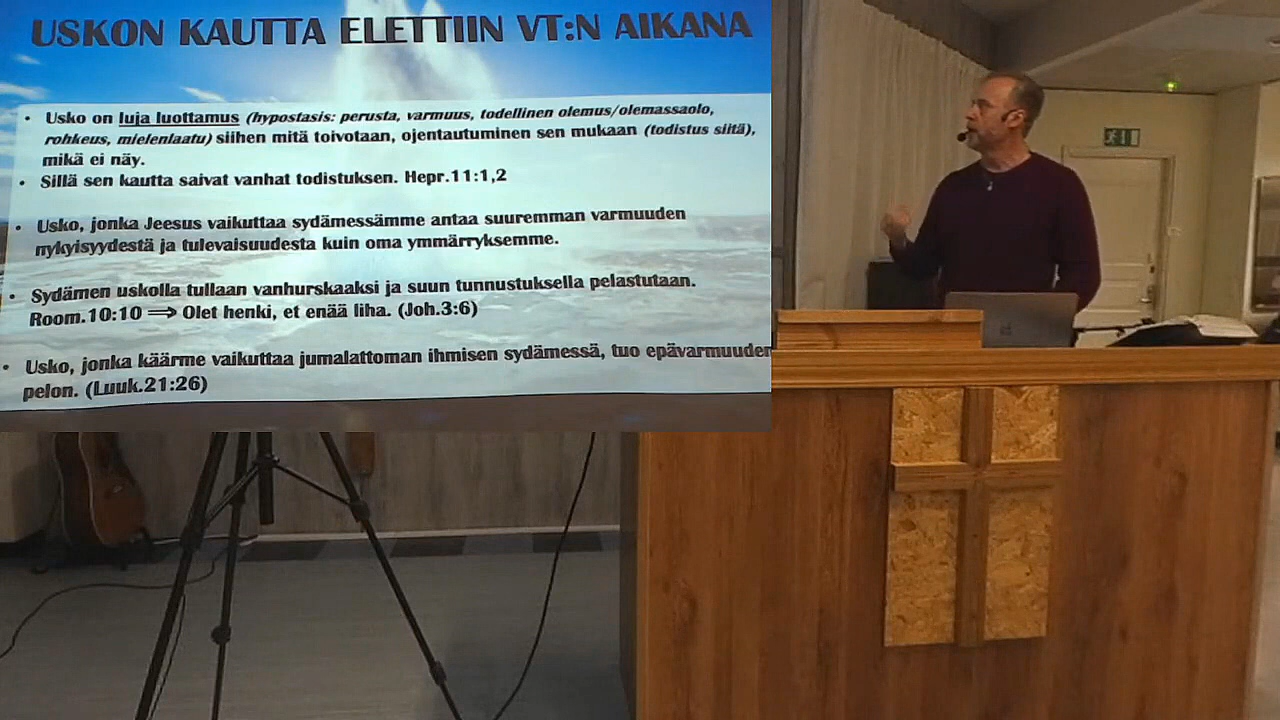 USKON KAUTTA ELETTIIN VT:N AIKANA
• Usko on luja luottamus (hypostasis: perusta, varmuus, todellinen olemus/olemassaolo,
rohkeus, mielenlaatu) siihen mitä toivotaan, ojentautuminen sen mukaan (todistus siitä),
mikä ei näy.
• Sillä sen kautta saivat vanhat todistuksen. Hepr.11:1,2
• Usko, jonka Jeesus vaikuttaa sydämessämme antaa suuremman varmuuden
nykyisyydestä ja tulevaisuudesta kuin oma ymmärryksemme.
• Sydämen uskolla tullaan vanhurskaaksi ja suun tunnustuksella pelastutaan.
Room.10:10 ⟹ Olet henki, et enää liha. (Joh.3:6)
• Usko, jonka käärme vaikuttaa jumalattoman ihmisen sydämessä, tuo epävarmuuden
pelon. (Luuk.21:26)